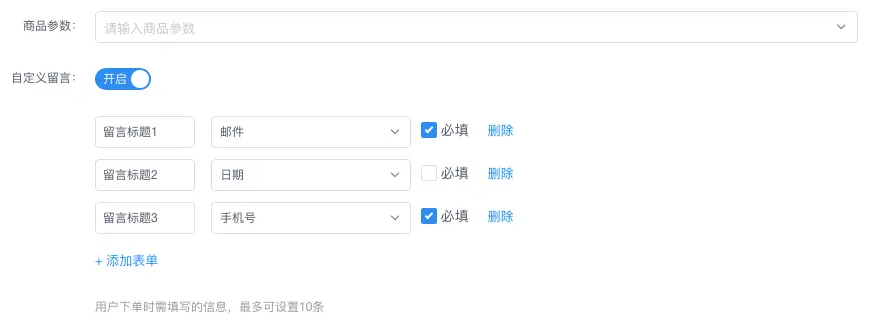 商品参数： 请输入商品参数
自定义留言： 开启
留言标题1 邮件 必填 删除
留言标题2 日期 必填 删除
留言标题3 手机号 必填 删除
+ 添加表单
用户下单时需填写的信息，最多可设置10条